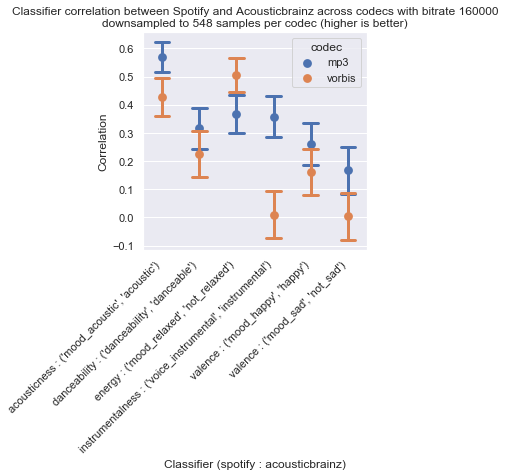 Classifier correlation between Spotify and Acousticbrainz across codecs with bitrate 160000
downsampled to 548 samples per codec (higher is better)
codec
mp3
vorbis
Correlation
0.6
0.5
0.4
0.3
0.2
0.1
0.0
−0.1
acousticness : ('mood_acoustic', 'acoustic')
danceability : ('danceability', 'danceable')
energy : ('mood_relaxed', 'not_relaxed')
instrumentalness : ('voice_instrumental', 'instrumental')
valence : ('mood_happy', 'happy')
valence : ('mood_sad', 'not_sad')
Classifier (spotify : acousticbrainz)